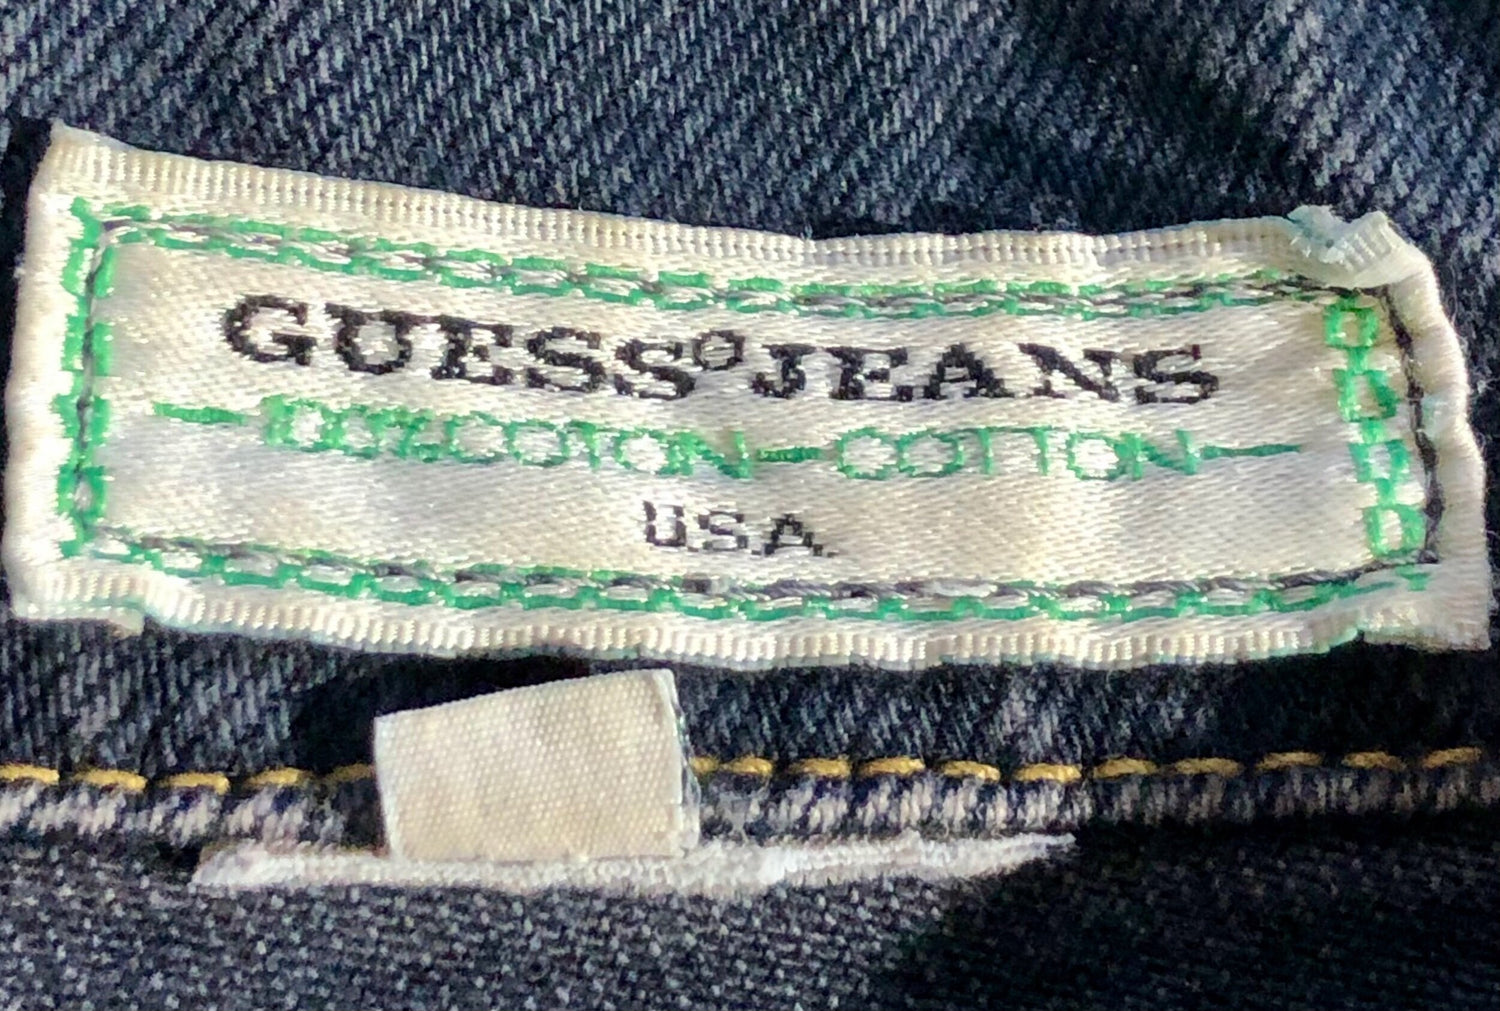 GUESS° JEANS
— 100% COTON — COTTON —
U.S.A.